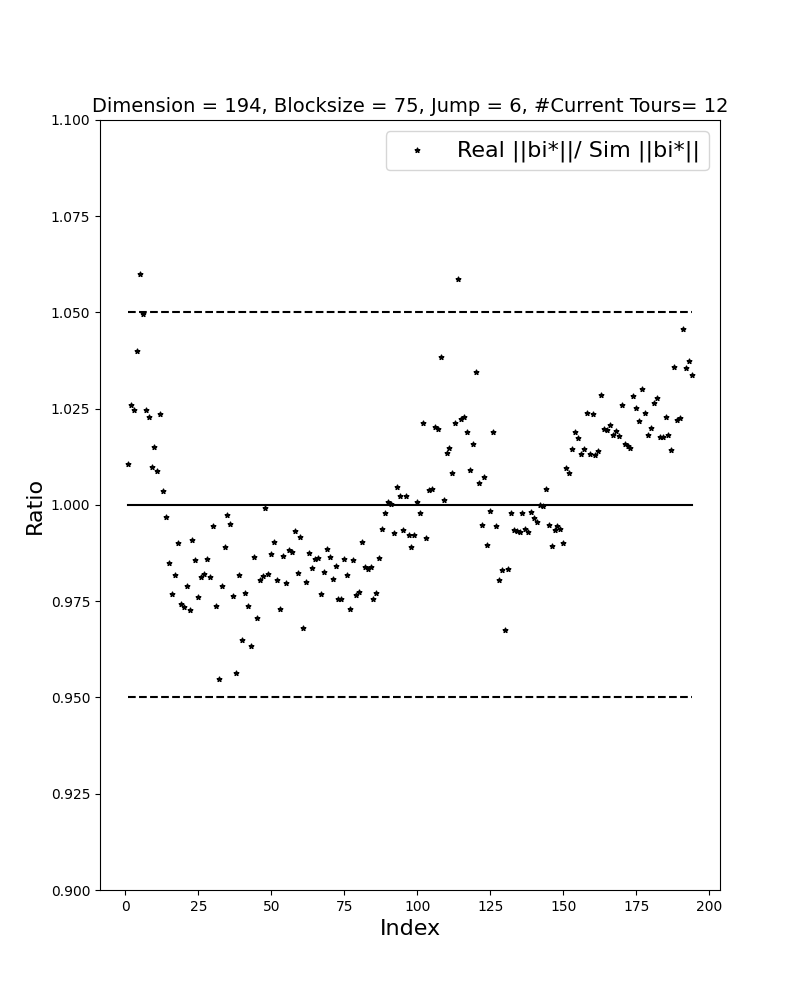 Dimension = 194, Blocksize = 75, Jump = 6, #Current Tours= 12
Real ||bi*||/ Sim ||bi*||
1.100
1.075
1.050
1.025
1.000
0.975
0.950
0.925
0.900
Ratio
0 25 50 75 100 125 150 175 200
Index